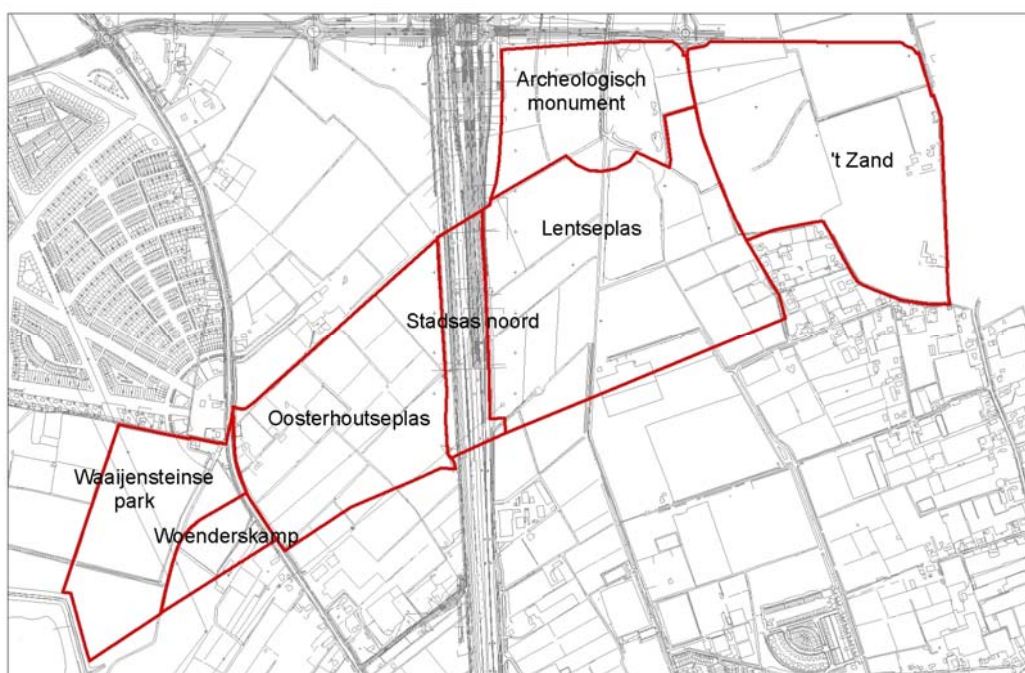 Archeologisch
monument
't Zand
Lentseplas
Stadsas noord
Oosterhoutseplas
Waaijensteinse
park
Woenderskamp